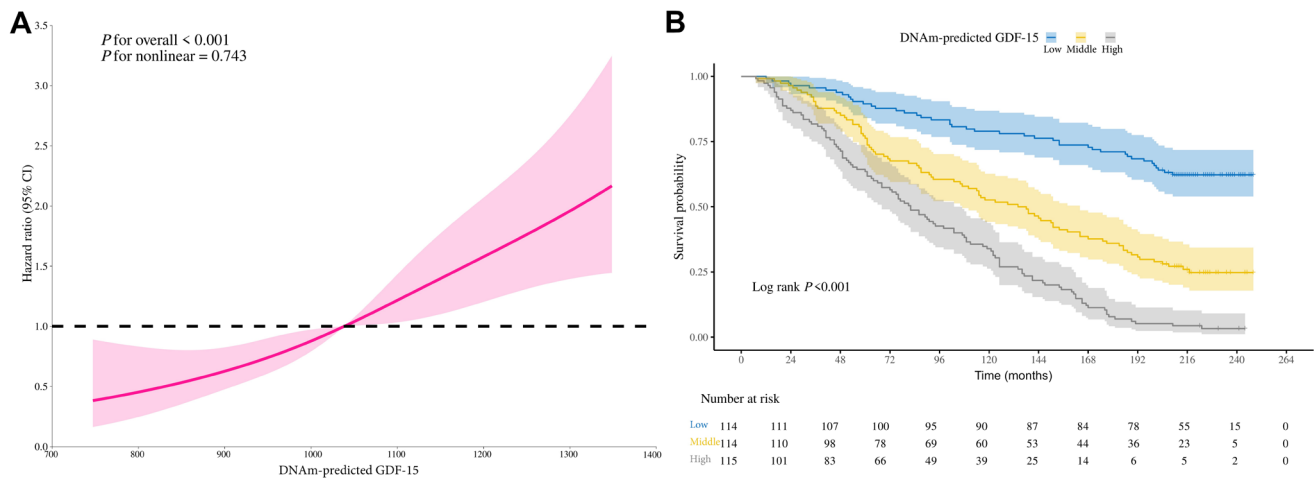 A
P for overall < 0.001
P for nonlinear = 0.743
Hazard ratio (95% CI)
3.5
3.0
2.5
2.0
1.5
1.0
0.5
0.0
700 800 900 1000 1100 1200 1300 1400
DNAm-predicted GDF-15
B
DNAm-predicted GDF-15
Low Middle High
Survival probability
1.00
0.75
0.50
0.25
0.00
Log rank P<0.001
0 24 48 72 96 120 144 168 192 216 240 264
Time (months)
Number at risk
Low 114 111 107 100 95 90 87 84 78 55 15 0
Middle 114 110 98 78 69 60 53 44 36 23 5 0
High 115 101 83 66 49 39 25 14 6 5 2 0